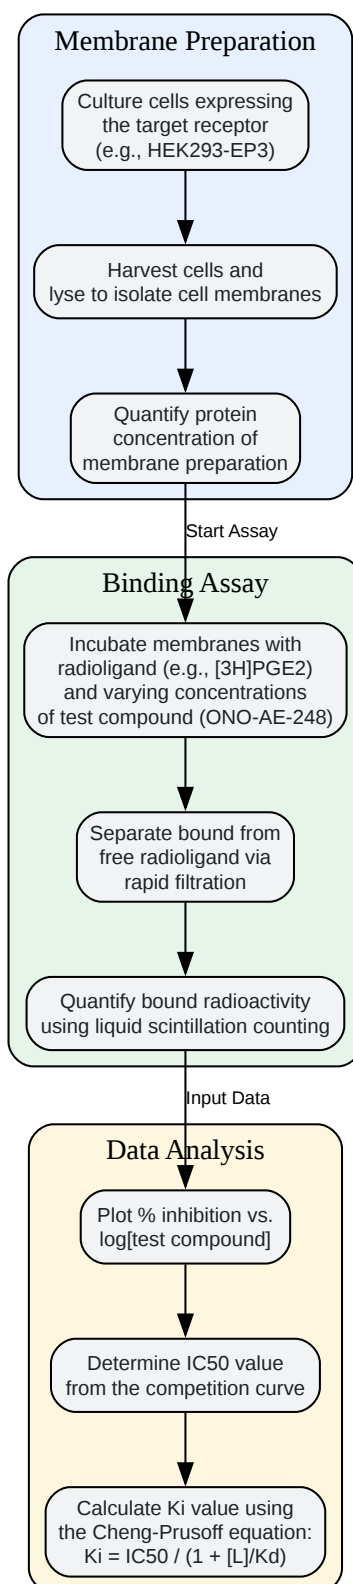 Membrane Preparation
Culture cells expressing
the target receptor
(e.g., HEK293-EP3)
Harvest cells and
lyse to isolate cell membranes
Quantify protein
concentration of
membrane preparation
Start Assay
Binding Assay
Incubate membranes with
radioligand (e.g., [3H]PGE2)
and varying concentrations
of test compound (ONO-AE-248)
Separate bound from
free radioligand via
rapid filtration
Quantify bound radioactivity
using liquid scintillation counting
Input Data
Data Analysis
Plot % inhibition vs.
log[test compound]
Determine IC50 value
from the competition curve
Calculate Ki value using
the Cheng-Prusoff equation:
Ki = IC50 / (1 + [L]/Kd)